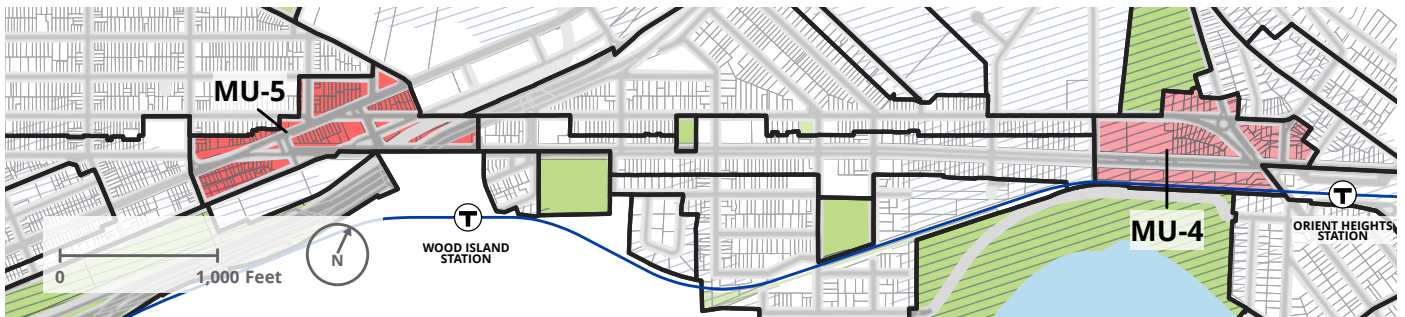 MU-5
MU-4
T
WOOD ISLAND
STATION
T
ORIENT HEIGHTS
STATION
N
0
1,000 Feet